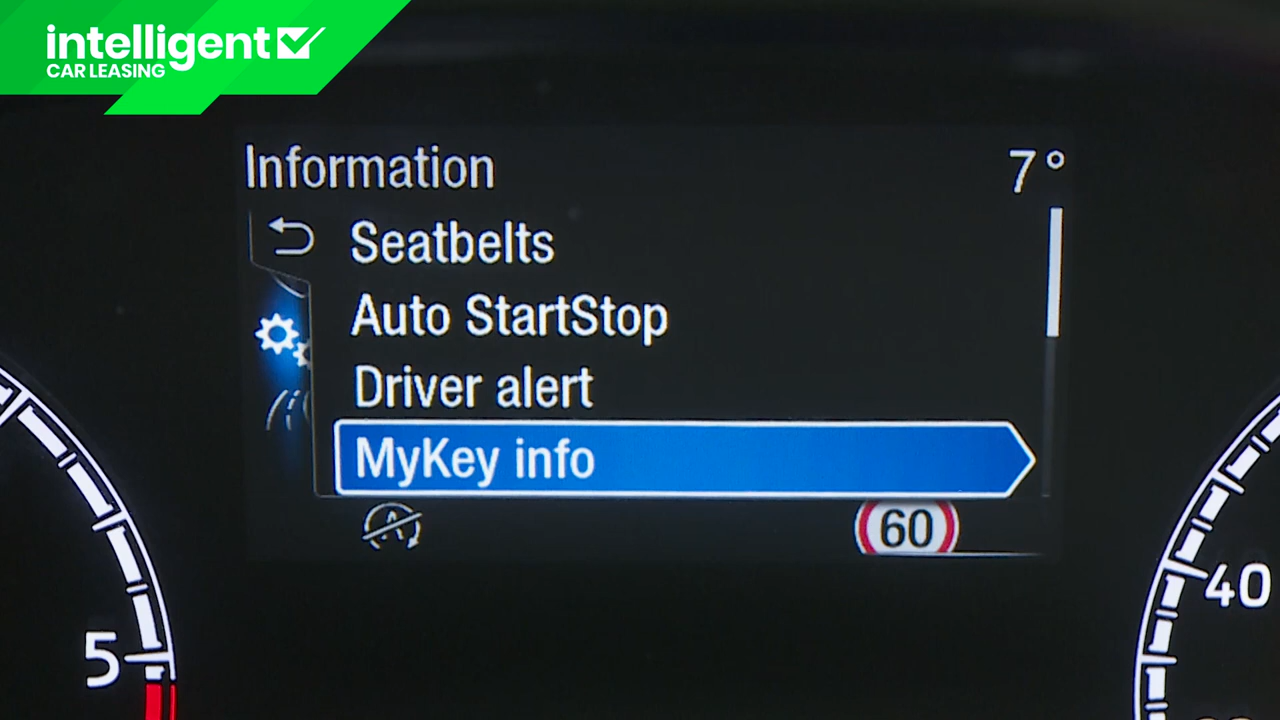 intelligent
CAR LEASING
Information 7°
Seatbelts
Auto StartStop
Driver alert
MyKey info
A 60
5 40